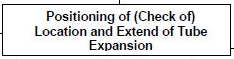 Positioning of (Check of)
Location and Extend of Tube
Expansion